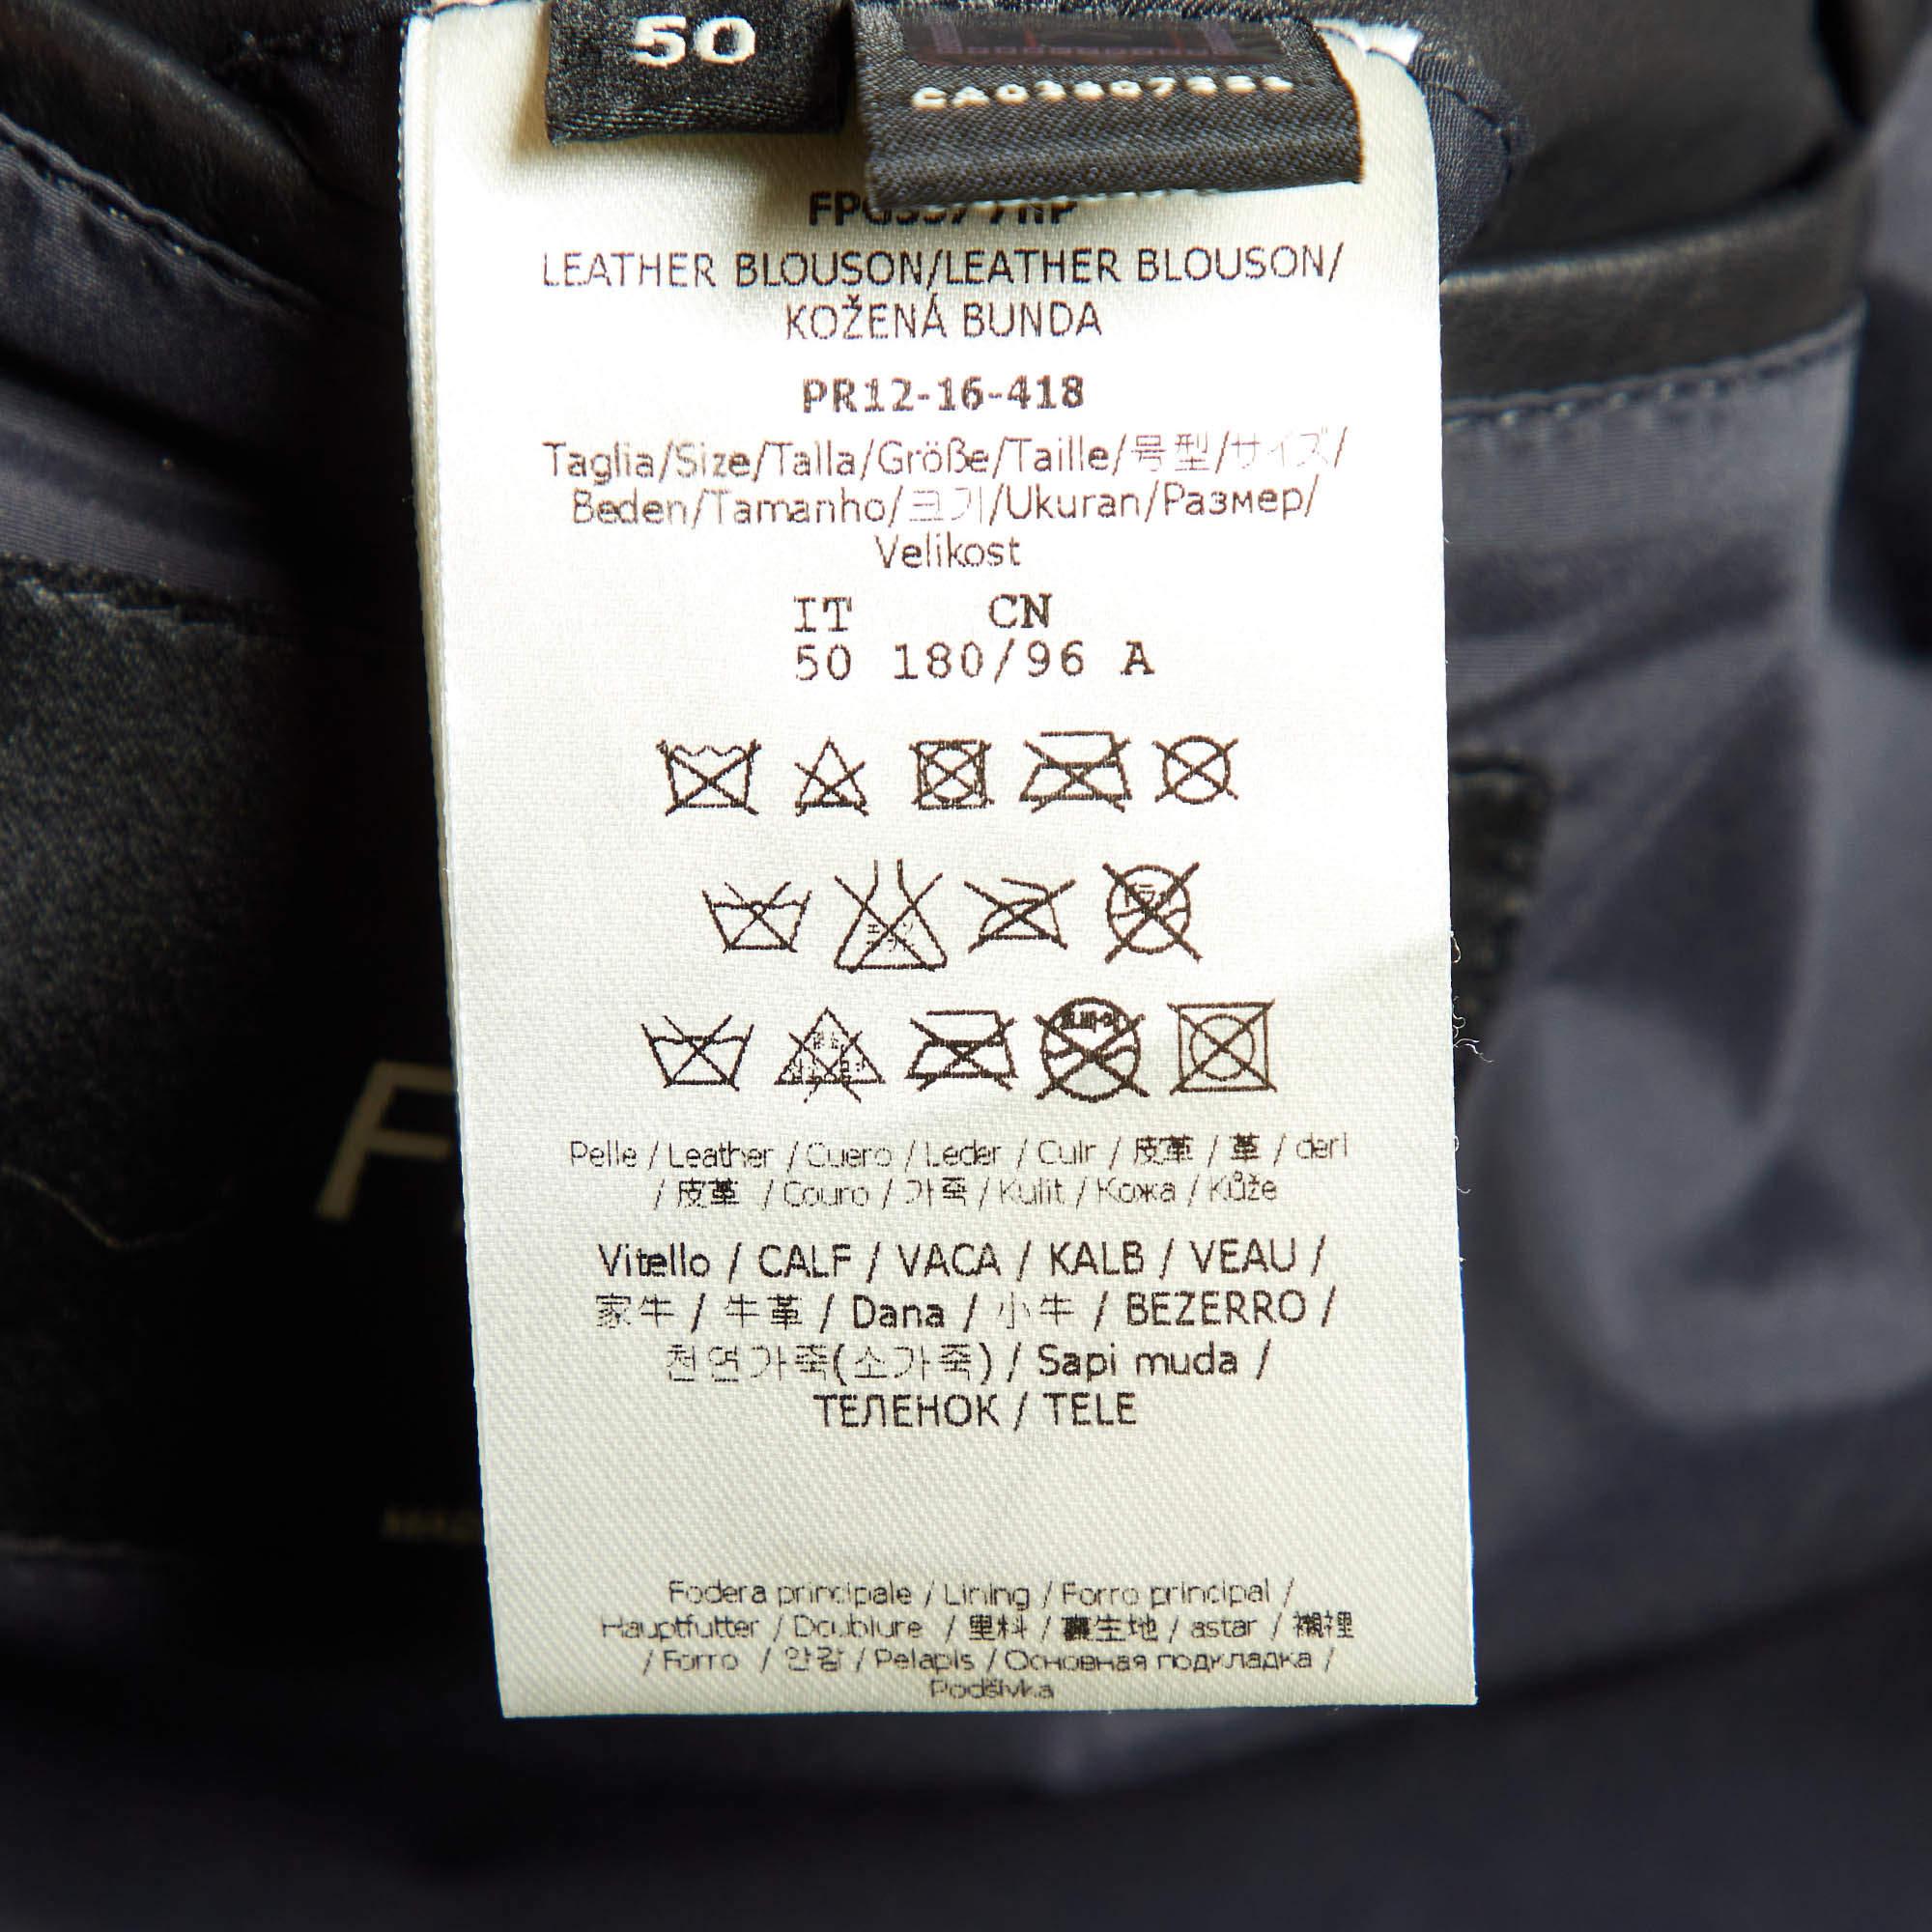 50
LEATHER BLOUSON/LEATHER BLOUSON/
KOŽENÁ BUNDA
PR12-16-418
Taglia/Size/Talla/Größe/Taille/号型/サイズ/
Beden/Tamanho/크기/Ukuran/Размер/
Velikost
IT CN
50 180/96 A
Pelle / Leather / Cuero / Leder / Cuir / 皮革 / 革 / deri
/ 皮革 / Couro / 가죽 / Kulit / Кожа / Kůže
Vitello / CALF / VACA / KALB / VEAU /
家牛 / 牛革 / Dana / 小牛 / BEZERRO /
천연가죽(소가죽) / Sapi muda /
ТЕЛЕНОК / TELE
Fodera principale / Lining / Forro principal /
Hauptfutter / Doublure / 里料 / 裏生地 / astar / 襯裡
/ Forro / 안감 / Pelapis / Основная подкладка /
Podšívka